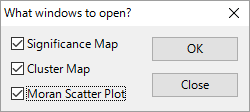 What windows to open?
Significance Map
OK
Cluster Map
Close
Moran Scatter Plot